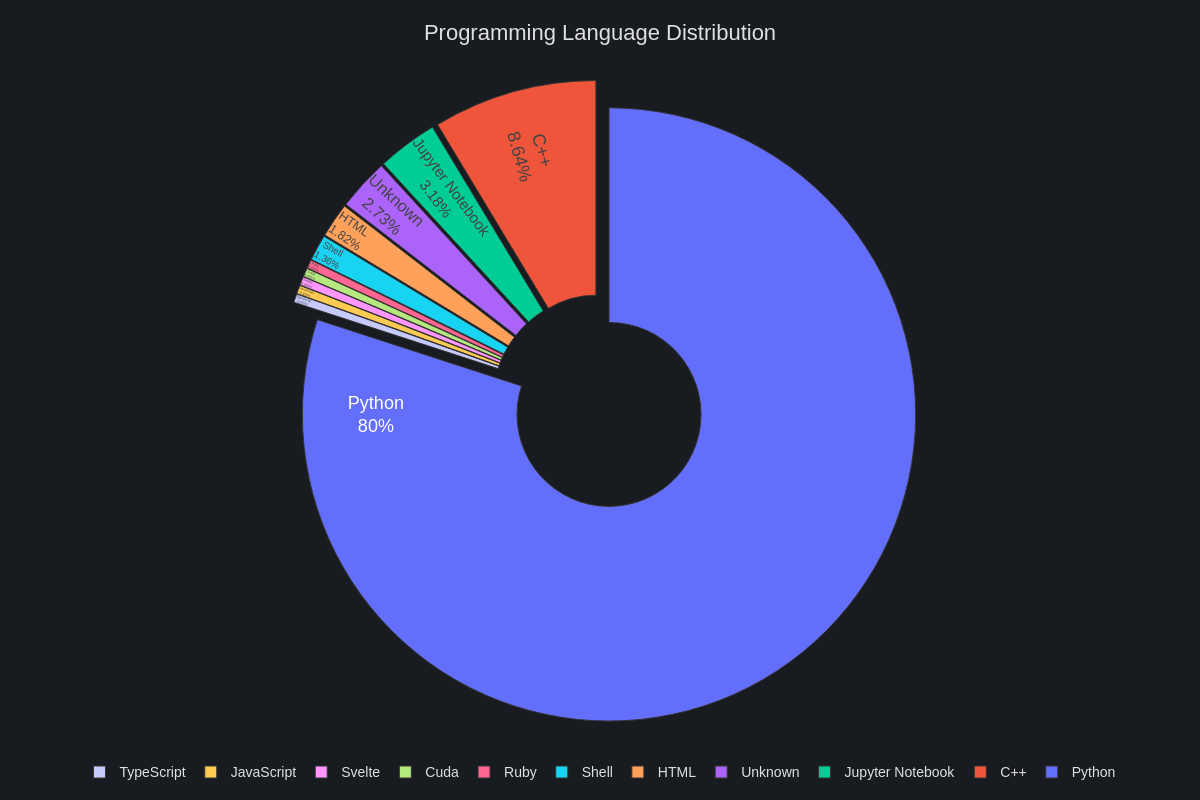 Programming Language Distribution
C++
8.64%
Jupyter Notebook
3.18%
Unknown
2.73%
HTML
1.82%
Shell
1.36%
Python
80%
TypeScript
JavaScript
Svelte
Cuda
Ruby
Shell
HTML
Unknown
Jupyter Notebook
C++
Python